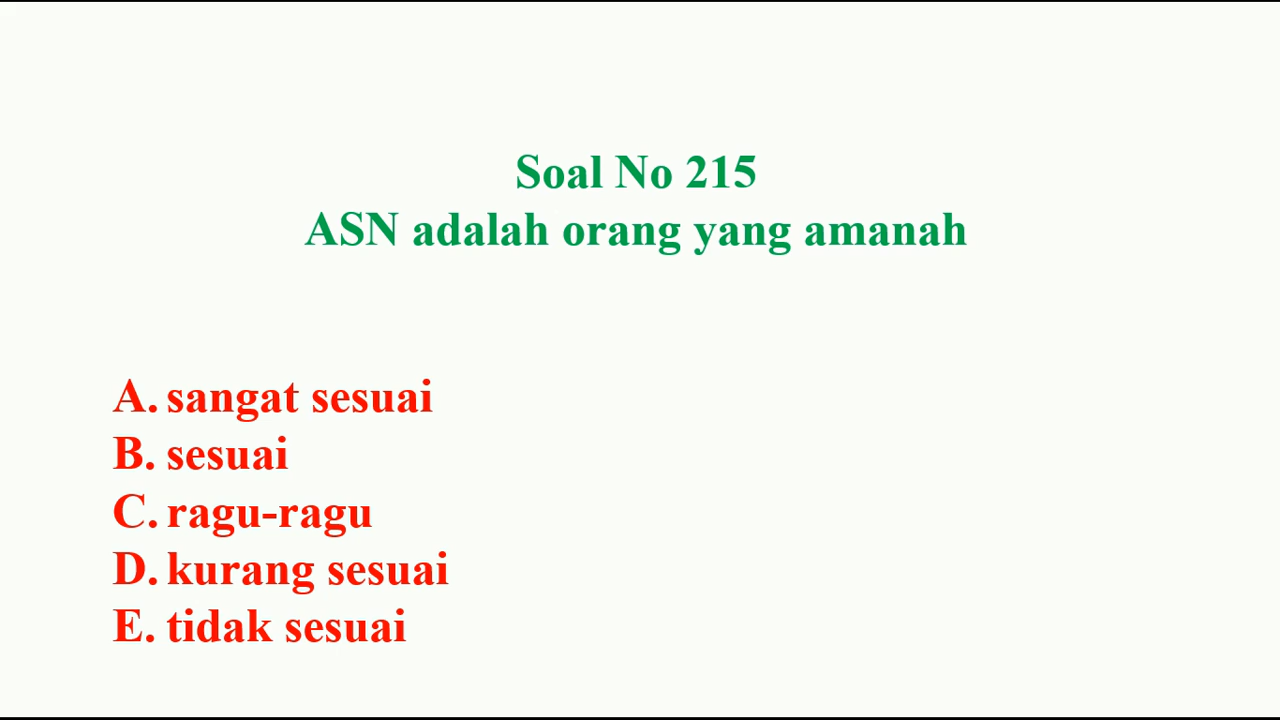 Soal No 215
ASN adalah orang yang amanah
A. sangat sesuai
B. sesuai
C. ragu-ragu
D. kurang sesuai
E. tidak sesuai